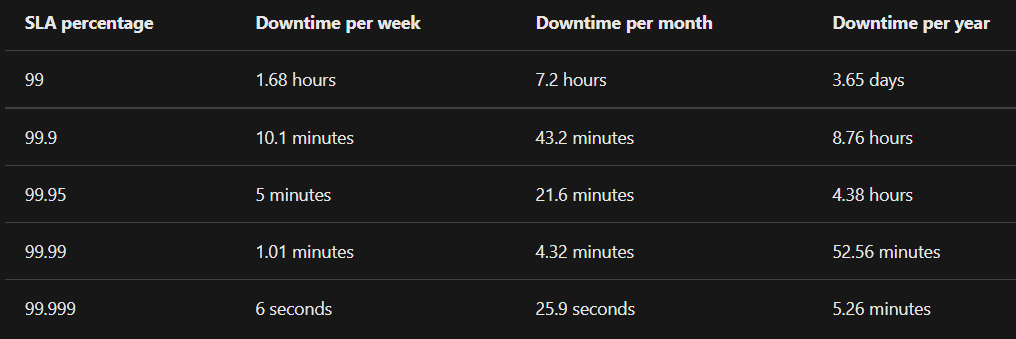 SLA percentage Downtime per week Downtime per month Downtime per year
99 1.68 hours 7.2 hours 3.65 days
99.9 10.1 minutes 43.2 minutes 8.76 hours
99.95 5 minutes 21.6 minutes 4.38 hours
99.99 1.01 minutes 4.32 minutes 52.56 minutes
99.999 6 seconds 25.9 seconds 5.26 minutes